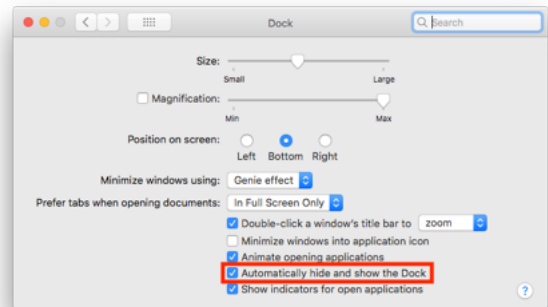 Dock
Search
Size:
Small Large
Magnification:
Min Max
Position on screen:
Left Bottom Right
Minimize windows using: Genie effect
Prefer tabs when opening documents: In Full Screen Only
Double-click a window's title bar to zoom
Minimize windows into application icon
Animate opening applications
Automatically hide and show the Dock
Show indicators for open applications
?